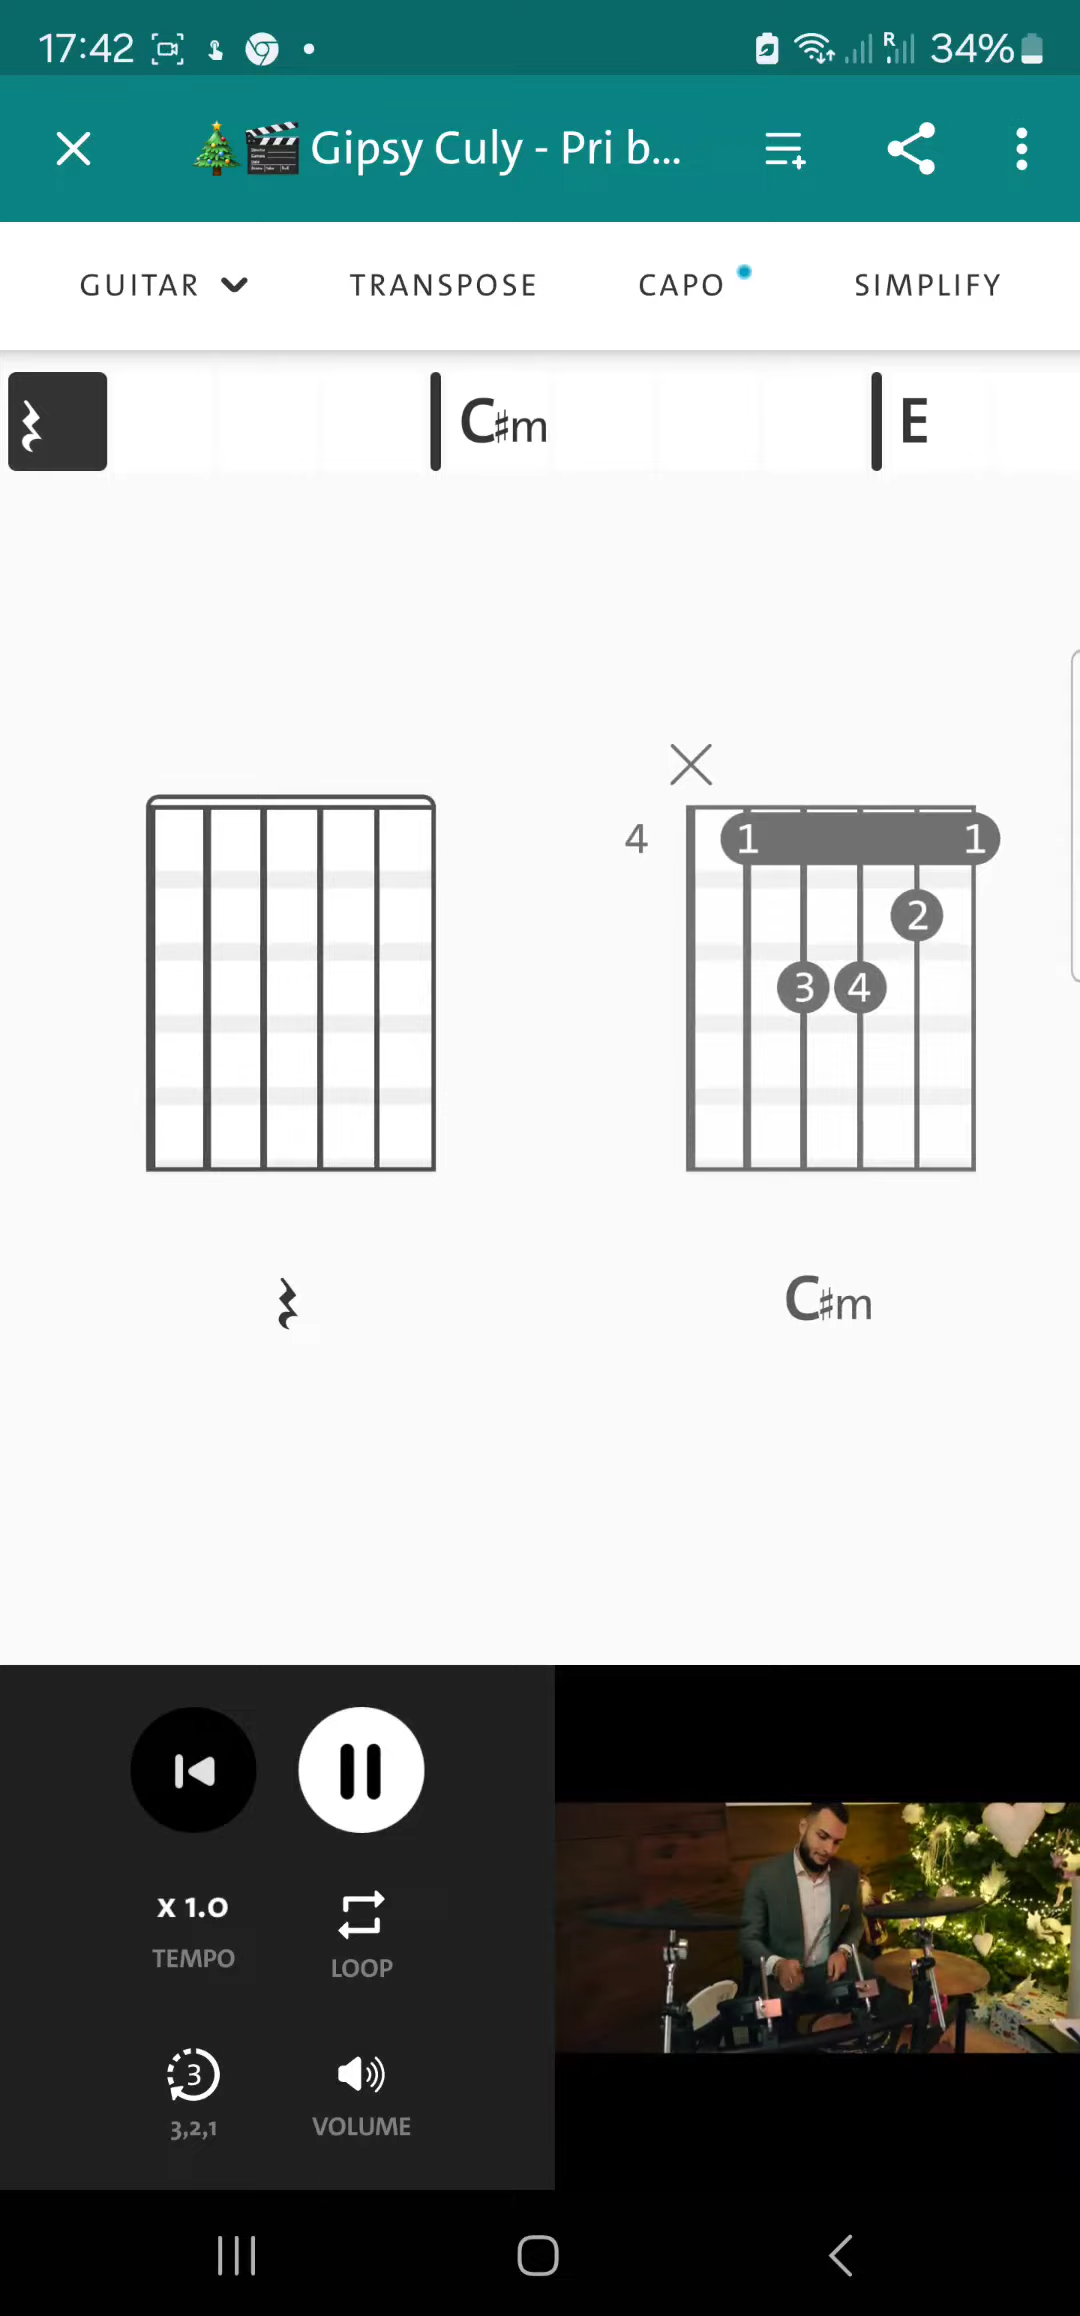 17:42 R 34%
🎄🎬 Gipsy Culy - Pri b...
GUITAR TRANSPOSE CAPO SIMPLIFY
C♯m E
4 1 1
2
3 4
C♯m
x 1.0
TEMPO LOOP
3
3,2,1 VOLUME